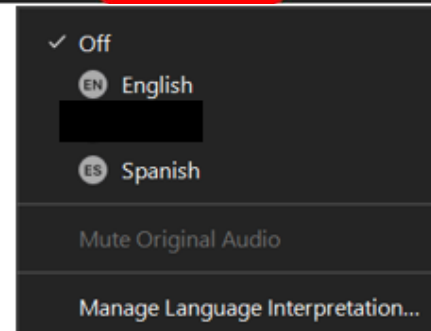 Off
EN English
ES Spanish
Mute Original Audio
Manage Language Interpretation...